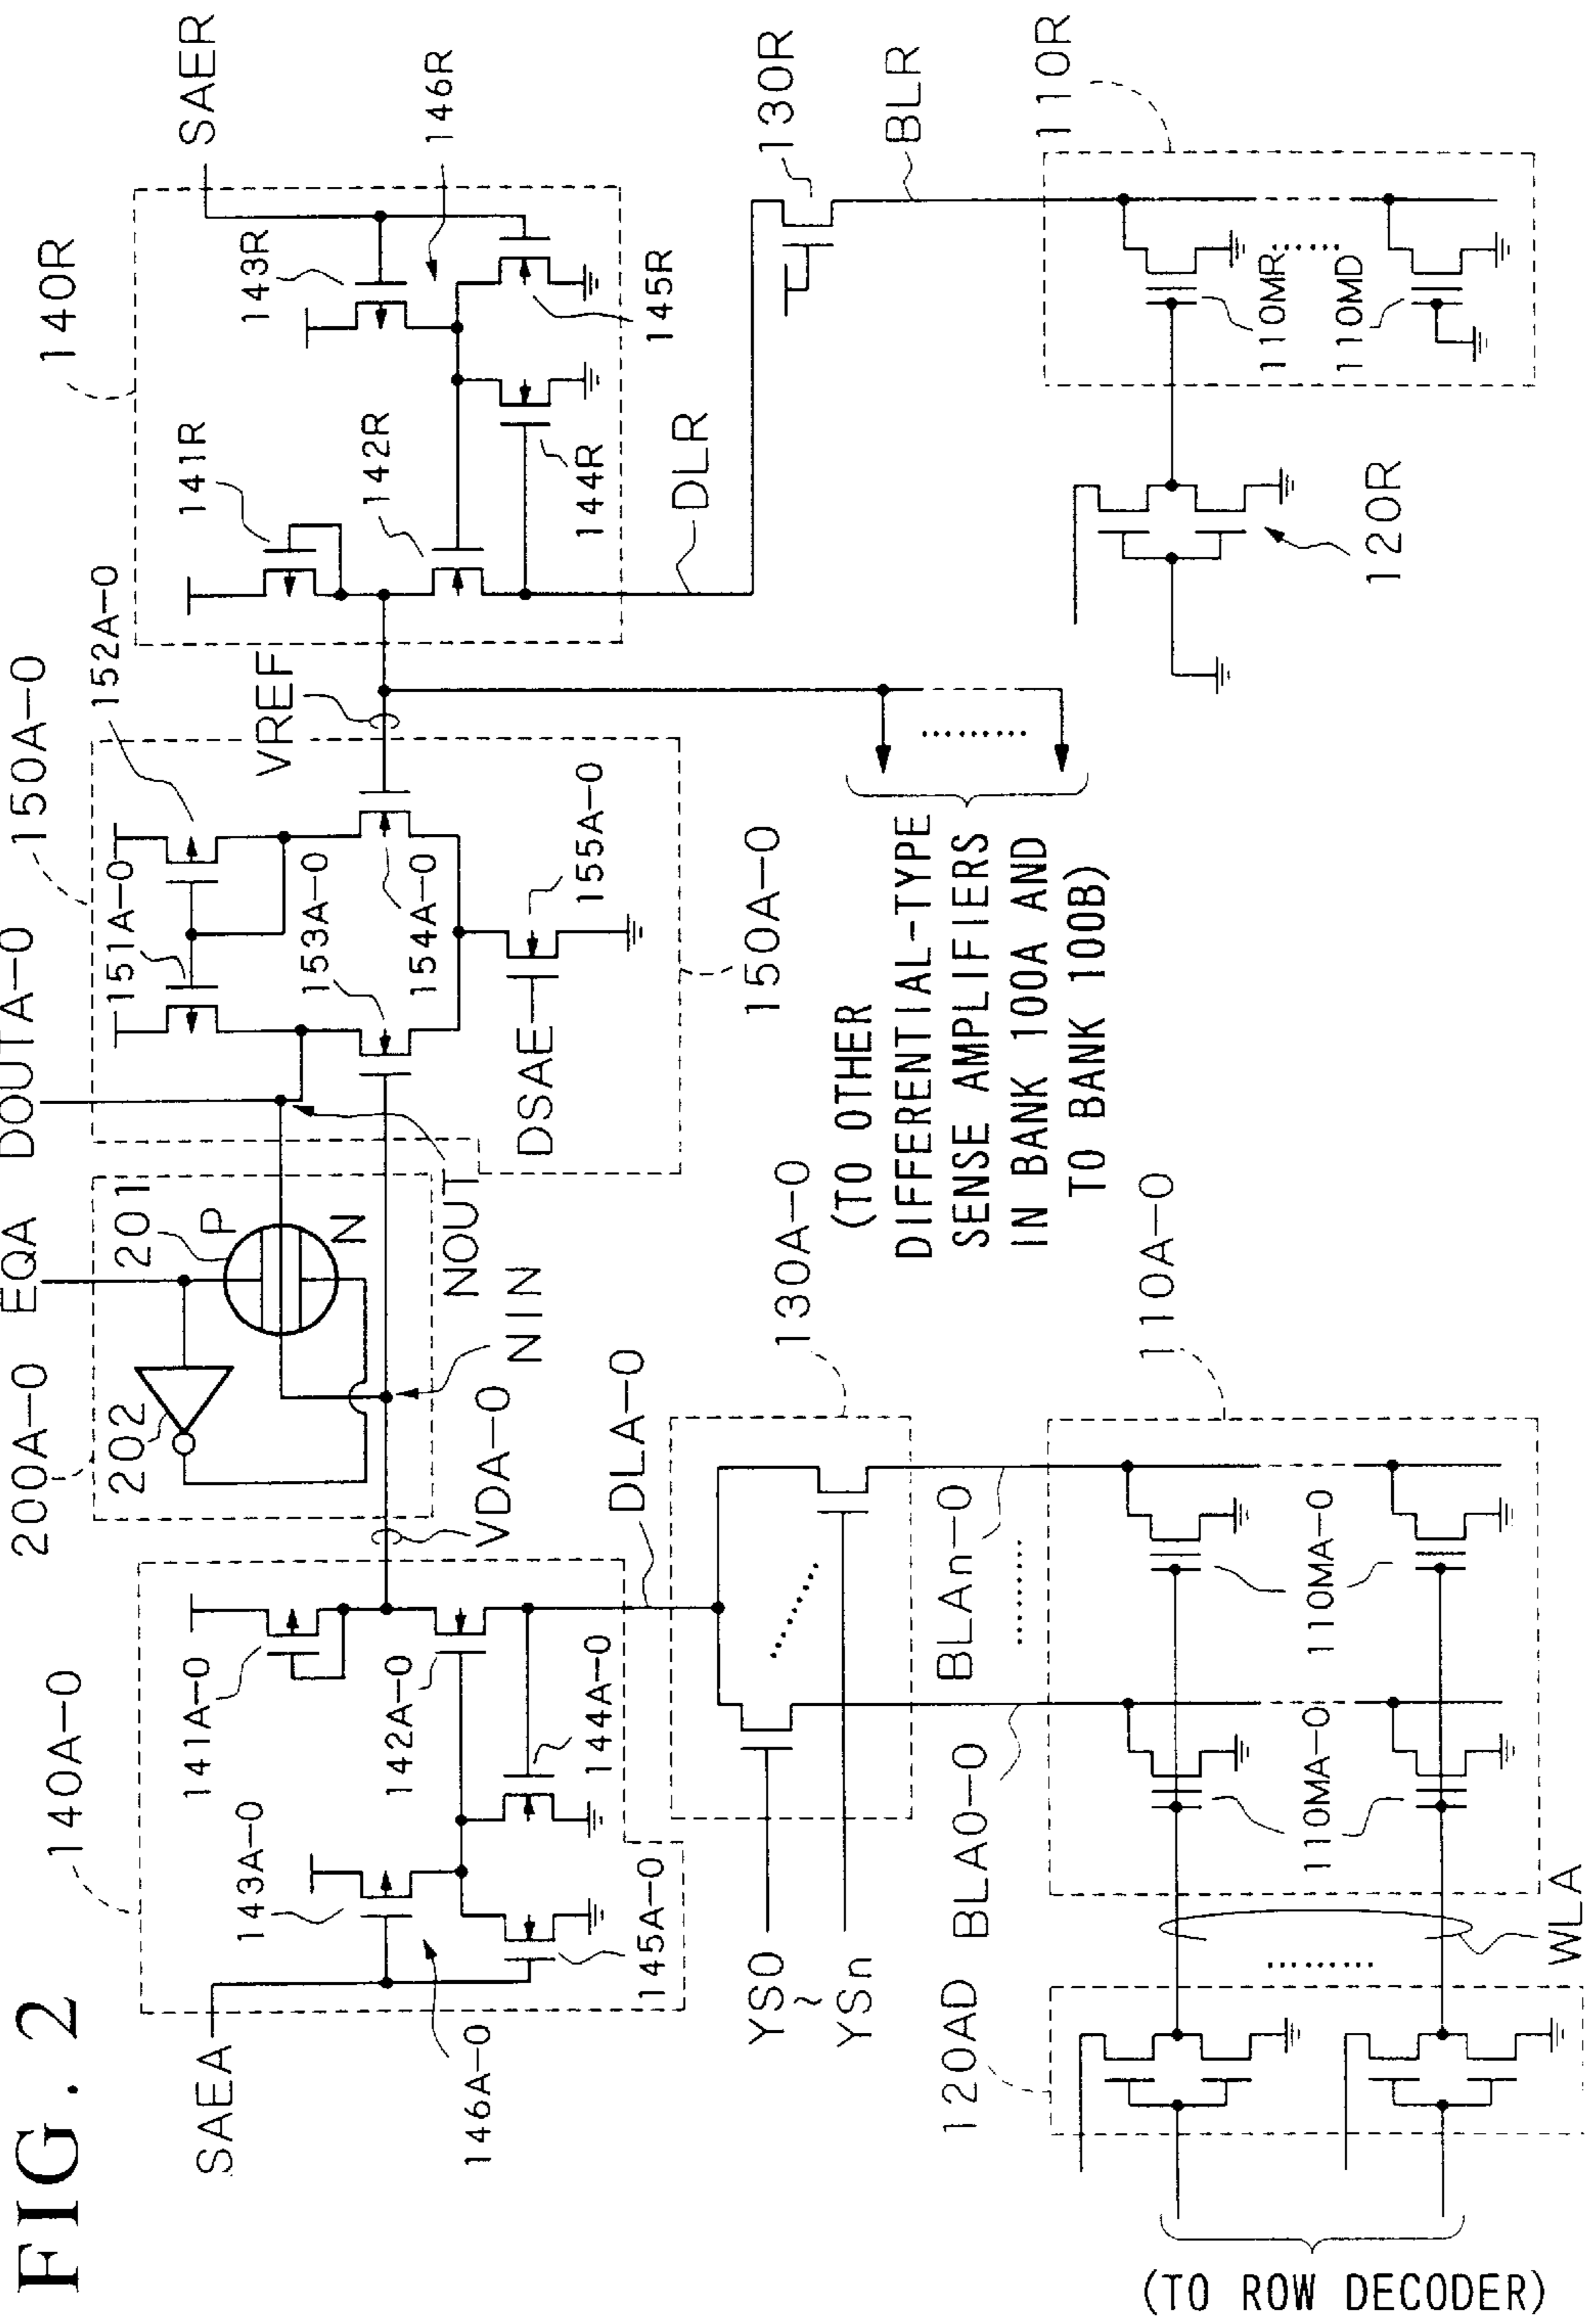 FIG. 2
SAEA
140A-0
143A-0
141A-0
142A-0
144A-0
145A-0
146A-0
200A-0
202
201
EQA
P
N
NIN
NOUT
VDA-0
DOUTA-0
150A-0
151A-0
152A-0
153A-0
154A-0
155A-0
DSAE
150A-0
VREF
140R
SAER
141R
142R
143R
144R
145R
146R
DLR
130R
BLR
110R
110MR
110MD
120R
(TO OTHER
DIFFERENTIAL-TYPE
SENSE AMPLIFIERS
IN BANK 100A AND
TO BANK 100B)
DLA-0
130A-0
YS0
~
YSn
BLA0-0
BLAn-0
110A-0
110MA-0
110MA-0
120AD
WLA
(TO ROW DECODER)